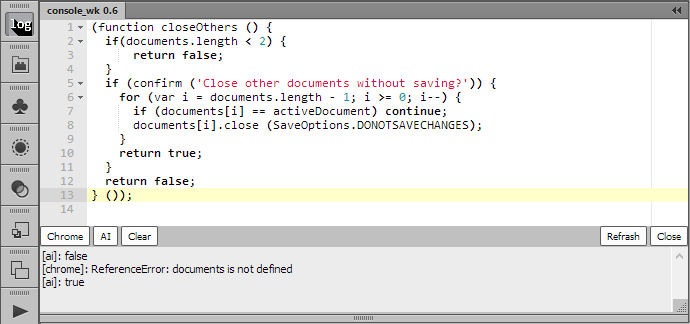 console_wk 0.6
log
1 (function closeOthers () {
2 if(documents.length < 2) {
3 return false;
4 }
5 if (confirm ('Close other documents without saving?')) {
6 for (var i = documents.length - 1; i >= 0; i--) {
7 if (documents[i] == activeDocument) continue;
8 documents[i].close (SaveOptions.DONOTSAVECHANGES);
9 }
10 return true;
11 }
12 return false;
13 } ());
14
Chrome AI Clear Refrash Close
[ai]: false
[chrome]: ReferenceError: documents is not defined
[ai]: true